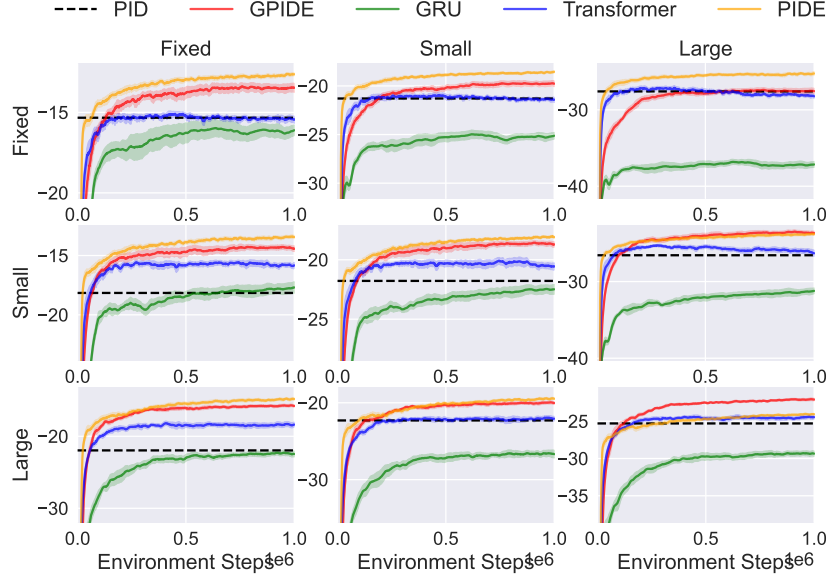 PID GPIDE GRU Transformer PIDE
Fixed Small Large
Fixed
−15
−20
0.0 0.5 1.0
−20
−25
−30
0.5 1.0
−30
−40
0.0 0.5 1.0
Small
−15
−20
0.0 0.5 1.0
−20
−25
0.0 0.5 1.0
−30
−40
0.0 0.5 1.0
Large
−20
−30
0.0 0.5 1.0
Environment Steps 1e6
−20
−30
0.0 0.5 1.0
Environment Steps 1e6
−25
−30
−35
0.0 0.5 1.0
Environment Steps 1e6